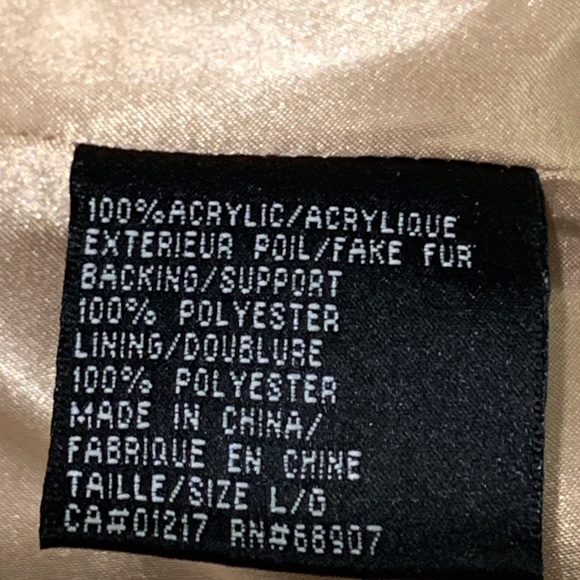 100%ACRYLIC/ACRYLIQUE
EXTERIEUR POIL/FAKE FUR
BACKING/SUPPORT
100% POLYESTER
LINING/DOUBLURE
100% POLYESTER
MADE IN CHINA/
FABRIQUE EN CHINE
TAILLE/SIZE L/G
CA#01217 RN#68907